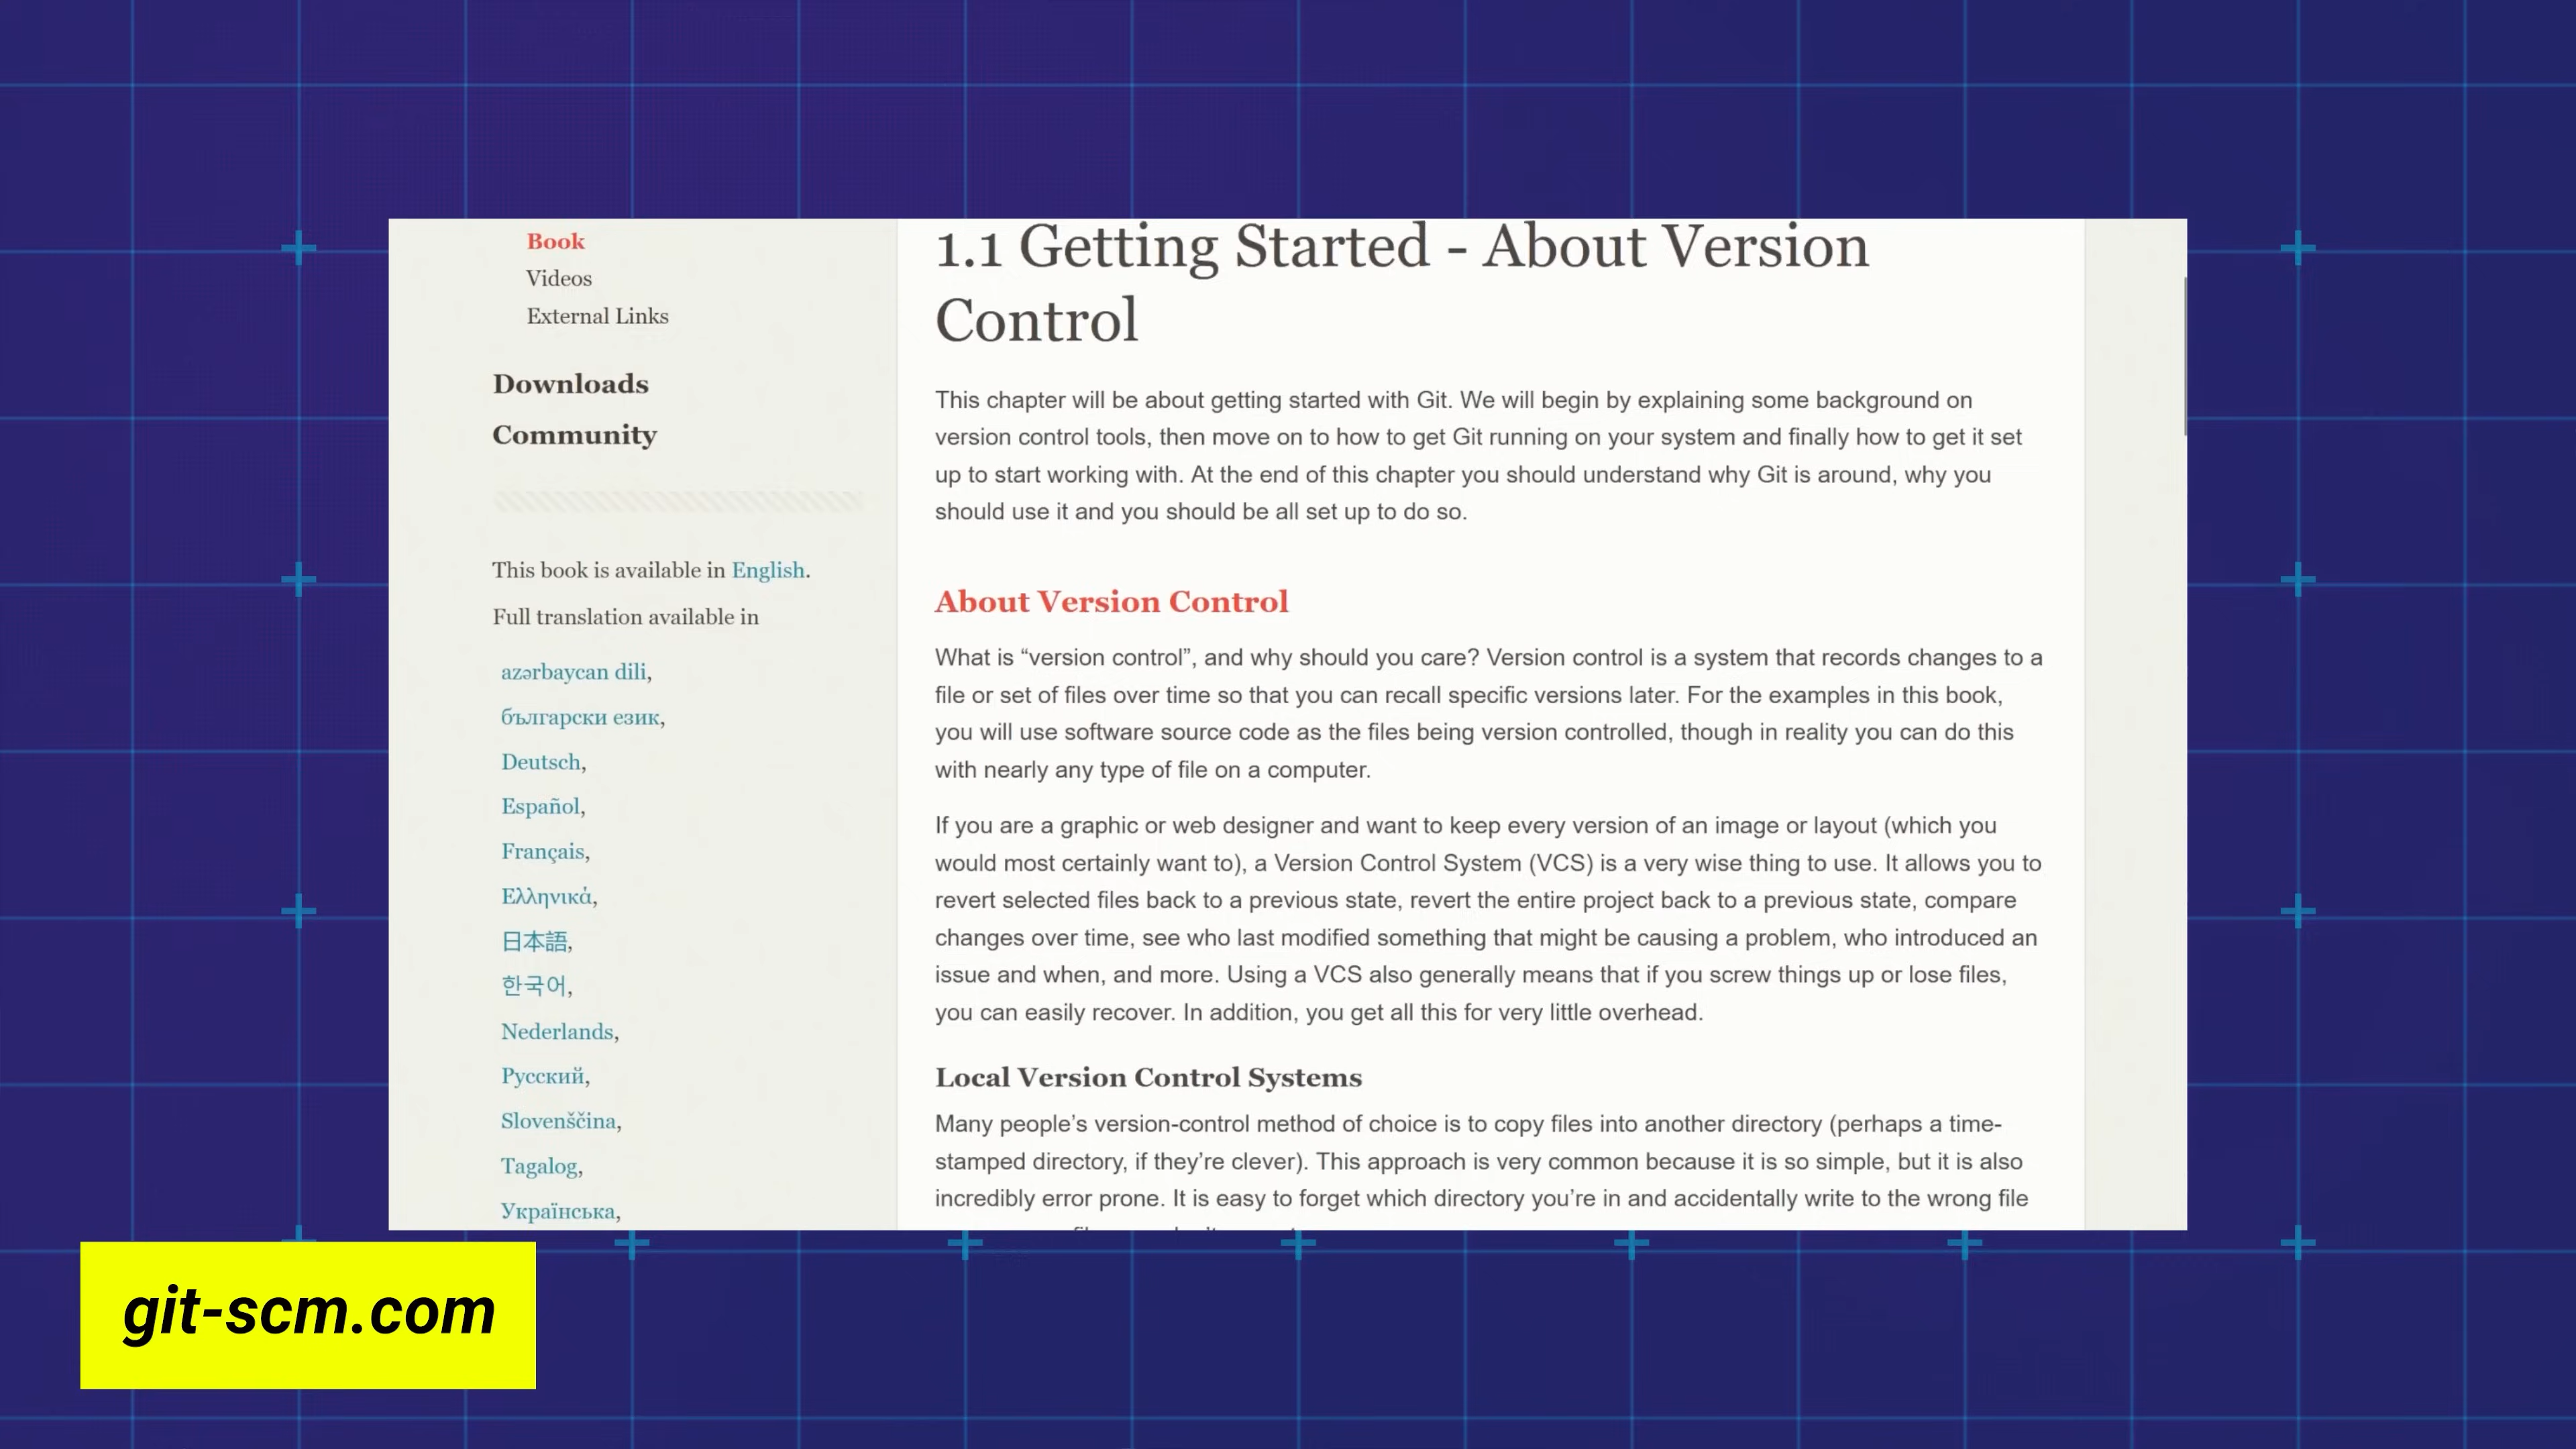 Book
Videos
External Links
Downloads
Community
This book is available in English.
Full translation available in
azərbaycan dili,
български език,
Deutsch,
Español,
Français,
Ελληνικά,
日本語,
한국어,
Nederlands,
Русский,
Slovenščina,
Tagalog,
Українська,
1.1 Getting Started - About Version
Control
This chapter will be about getting started with Git. We will begin by explaining some background on
version control tools, then move on to how to get Git running on your system and finally how to get it set
up to start working with. At the end of this chapter you should understand why Git is around, why you
should use it and you should be all set up to do so.
About Version Control
What is “version control”, and why should you care? Version control is a system that records changes to a
file or set of files over time so that you can recall specific versions later. For the examples in this book,
you will use software source code as the files being version controlled, though in reality you can do this
with nearly any type of file on a computer.
If you are a graphic or web designer and want to keep every version of an image or layout (which you
would most certainly want to), a Version Control System (VCS) is a very wise thing to use. It allows you to
revert selected files back to a previous state, revert the entire project back to a previous state, compare
changes over time, see who last modified something that might be causing a problem, who introduced an
issue and when, and more. Using a VCS also generally means that if you screw things up or lose files,
you can easily recover. In addition, you get all this for very little overhead.
Local Version Control Systems
Many people’s version-control method of choice is to copy files into another directory (perhaps a time-
stamped directory, if they’re clever). This approach is very common because it is so simple, but it is also
incredibly error prone. It is easy to forget which directory you’re in and accidentally write to the wrong file
git-scm.com